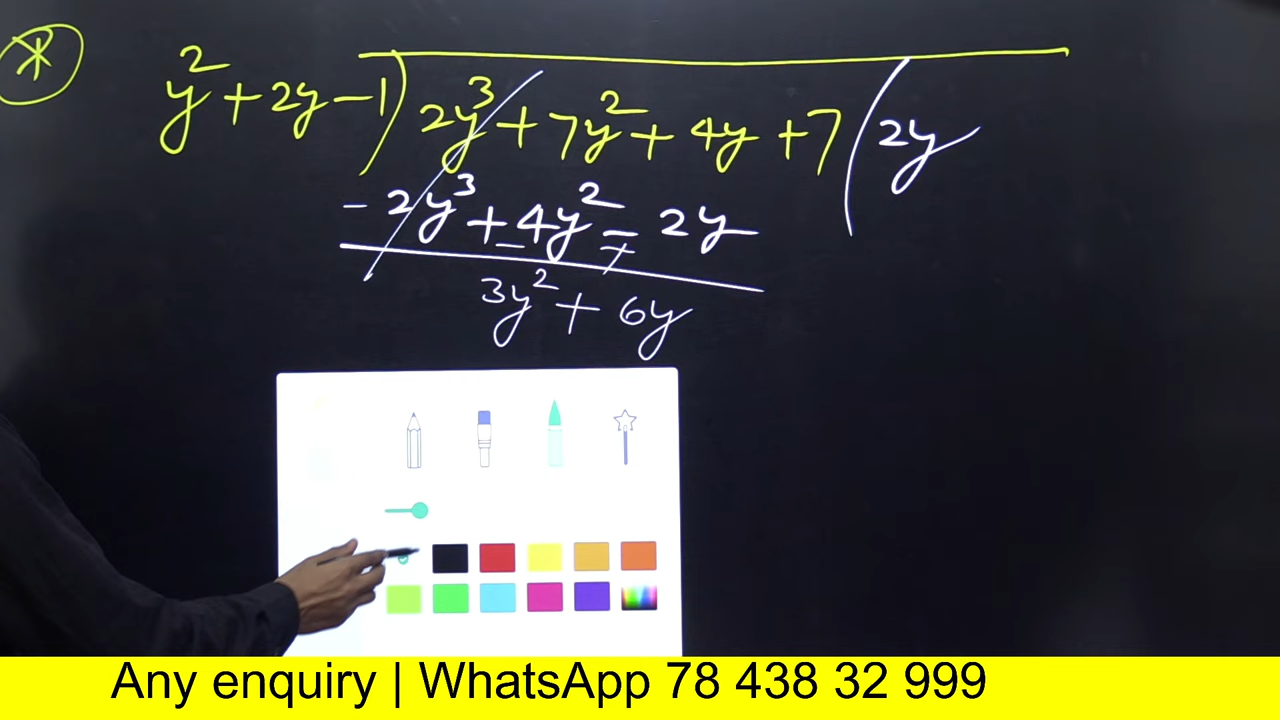 *
y² + 2y - 1) 2y³ + 7y² + 4y + 7 ( 2y
- 2y³ + 4y² - 2y
- +
3y² + 6y
Any enquiry | WhatsApp 78 438 32 999